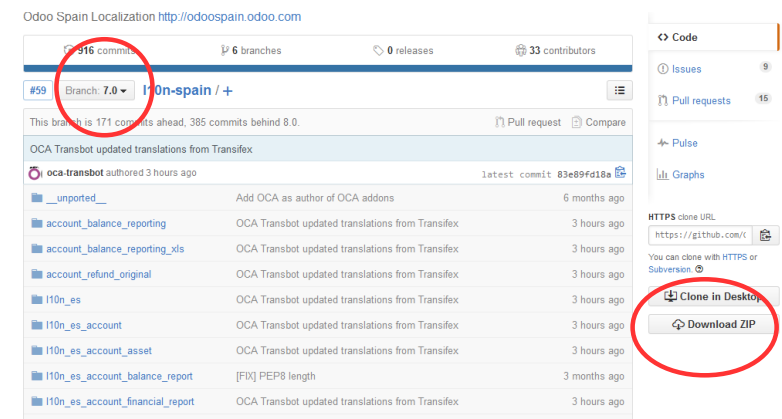 Odoo Spain Localization http://odoospain.odoo.com
916 commits 6 branches 0 releases 33 contributors
#59 Branch: 7.0 l10n-spain / +
This branch is 171 commits ahead, 385 commits behind 8.0. Pull request Compare
OCA Transbot updated translations from Transifex
oca-transbot authored 3 hours ago latest commit 83e89fd18a
__unported__ Add OCA as author of OCA addons 6 months ago
account_balance_reporting OCA Transbot updated translations from Transifex 3 hours ago
account_balance_reporting_xls OCA Transbot updated translations from Transifex 3 hours ago
account_refund_original OCA Transbot updated translations from Transifex 3 hours ago
l10n_es OCA Transbot updated translations from Transifex 3 hours ago
l10n_es_account OCA Transbot updated translations from Transifex 3 hours ago
l10n_es_account_asset OCA Transbot updated translations from Transifex 3 hours ago
l10n_es_account_balance_report [FIX] PEP8 length 3 months ago
l10n_es_account_financial_report OCA Transbot updated translations from Transifex 3 hours ago
<> Code
Issues 9
Pull requests 15
Pulse
Graphs
HTTPS clone URL
https://github.com/
You can clone with HTTPS or
Subversion.
Clone in Desktop
Download ZIP